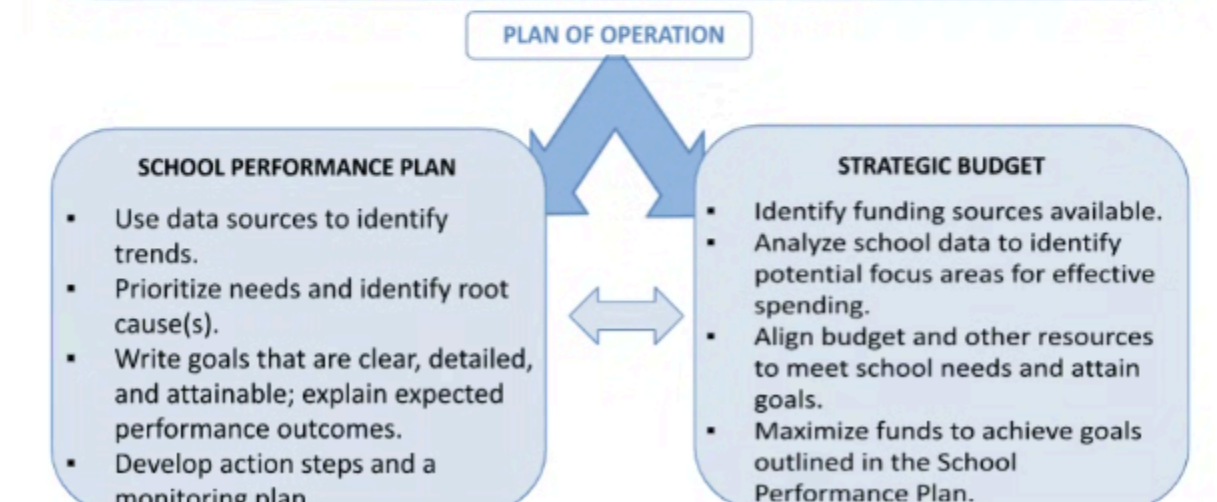 PLAN OF OPERATION
SCHOOL PERFORMANCE PLAN
▪ Use data sources to identify
trends.
▪ Prioritize needs and identify root
cause(s).
▪ Write goals that are clear, detailed,
and attainable; explain expected
performance outcomes.
▪ Develop action steps and a
monitoring plan.
STRATEGIC BUDGET
▪ Identify funding sources available.
▪ Analyze school data to identify
potential focus areas for effective
spending.
▪ Align budget and other resources
to meet school needs and attain
goals.
▪ Maximize funds to achieve goals
outlined in the School
Performance Plan.